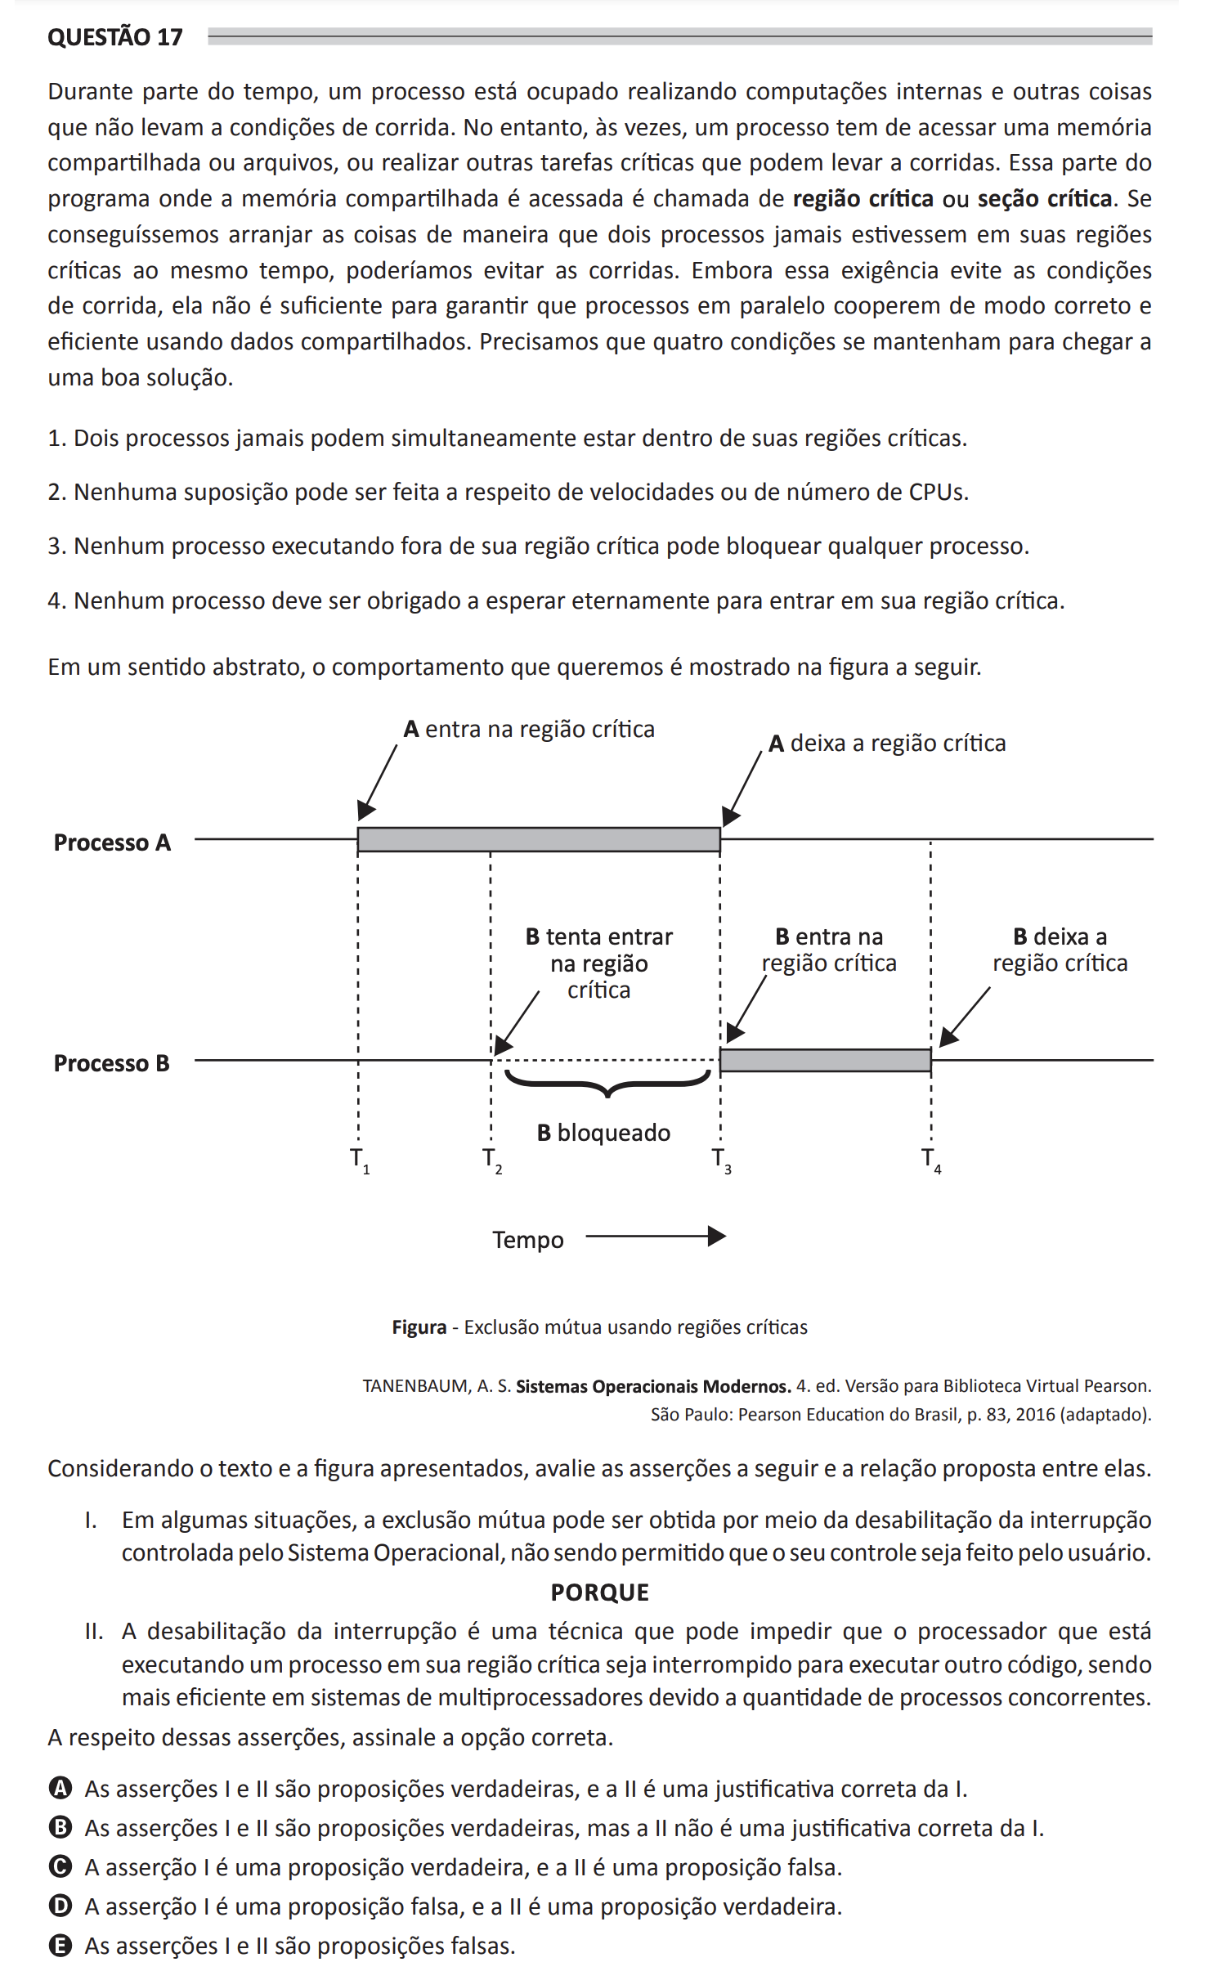 QUESTÃO 17
Durante parte do tempo, um processo está ocupado realizando computações internas e outras coisas
que não levam a condições de corrida. No entanto, às vezes, um processo tem de acessar uma memória
compartilhada ou arquivos, ou realizar outras tarefas críticas que podem levar a corridas. Essa parte do
programa onde a memória compartilhada é acessada é chamada de região crítica ou seção crítica. Se
conseguíssemos arranjar as coisas de maneira que dois processos jamais estivessem em suas regiões
críticas ao mesmo tempo, poderíamos evitar as corridas. Embora essa exigência evite as condições
de corrida, ela não é suficiente para garantir que processos em paralelo cooperem de modo correto e
eficiente usando dados compartilhados. Precisamos que quatro condições se mantenham para chegar a
uma boa solução.
1. Dois processos jamais podem simultaneamente estar dentro de suas regiões críticas.
2. Nenhuma suposição pode ser feita a respeito de velocidades ou de número de CPUs.
3. Nenhum processo executando fora de sua região crítica pode bloquear qualquer processo.
4. Nenhum processo deve ser obrigado a esperar eternamente para entrar em sua região crítica.
Em um sentido abstrato, o comportamento que queremos é mostrado na figura a seguir.
A entra na região crítica
A deixa a região crítica
Processo A
B tenta entrar
na região
crítica
B entra na
região crítica
B deixa a
região crítica
Processo B
B bloqueado
T1 T2 T3 T4
Tempo
Figura - Exclusão mútua usando regiões críticas
TANENBAUM, A. S. Sistemas Operacionais Modernos. 4. ed. Versão para Biblioteca Virtual Pearson.
São Paulo: Pearson Education do Brasil, p. 83, 2016 (adaptado).
Considerando o texto e a figura apresentados, avalie as asserções a seguir e a relação proposta entre elas.
I. Em algumas situações, a exclusão mútua pode ser obtida por meio da desabilitação da interrupção
controlada pelo Sistema Operacional, não sendo permitido que o seu controle seja feito pelo usuário.
PORQUE
II. A desabilitação da interrupção é uma técnica que pode impedir que o processador que está
executando um processo em sua região crítica seja interrompido para executar outro código, sendo
mais eficiente em sistemas de multiprocessadores devido a quantidade de processos concorrentes.
A respeito dessas asserções, assinale a opção correta.
A As asserções I e II são proposições verdadeiras, e a II é uma justificativa correta da I.
B As asserções I e II são proposições verdadeiras, mas a II não é uma justificativa correta da I.
C A asserção I é uma proposição verdadeira, e a II é uma proposição falsa.
D A asserção I é uma proposição falsa, e a II é uma proposição verdadeira.
E As asserções I e II são proposições falsas.